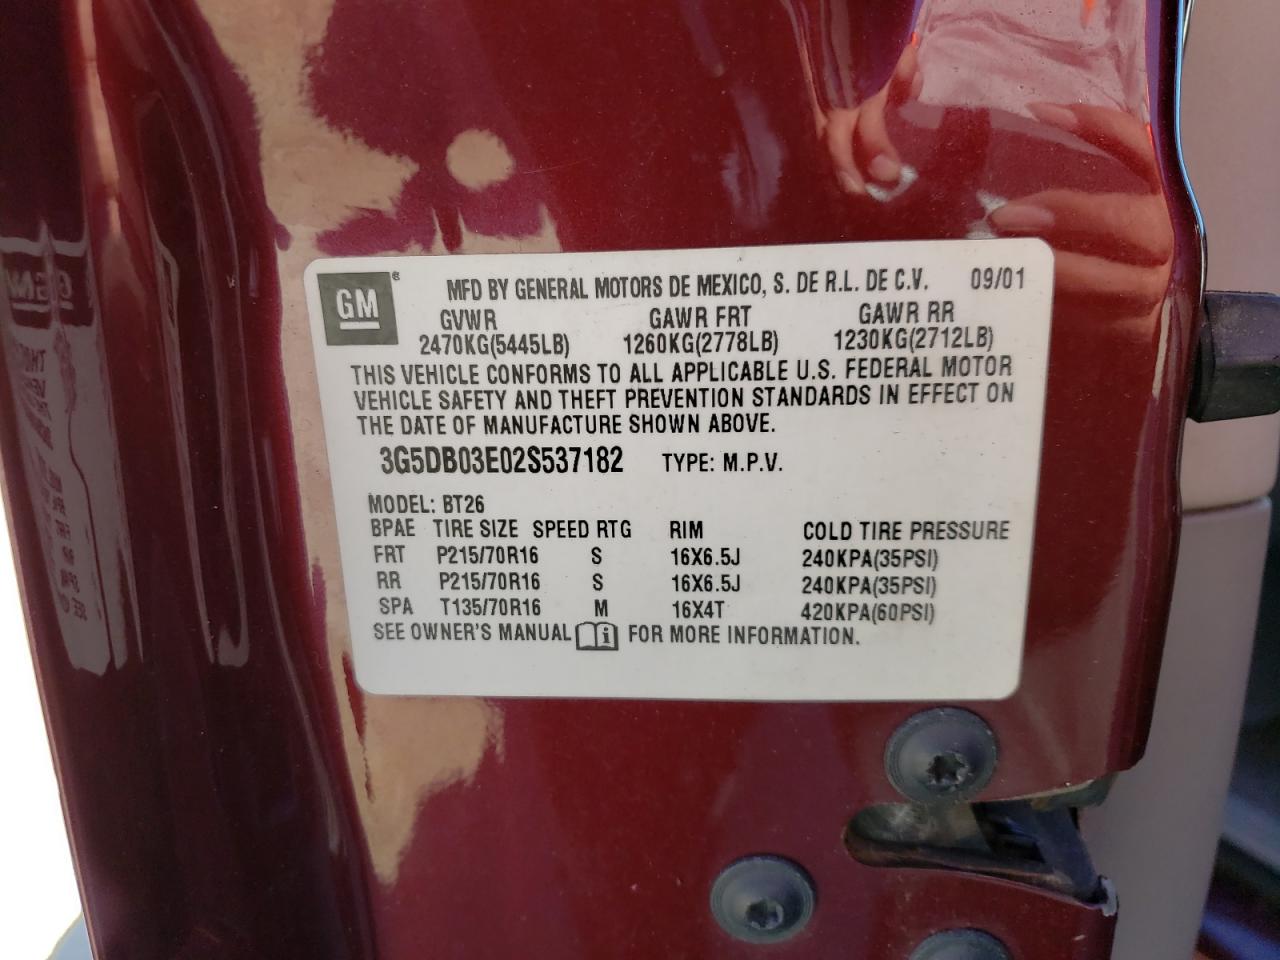 GM® MFD BY GENERAL MOTORS DE MEXICO, S. DE R.L. DE C.V. 09/01
GVWR GAWR FRT GAWR RR
2470KG(5445LB) 1260KG(2778LB) 1230KG(2712LB)
THIS VEHICLE CONFORMS TO ALL APPLICABLE U.S. FEDERAL MOTOR
VEHICLE SAFETY AND THEFT PREVENTION STANDARDS IN EFFECT ON
THE DATE OF MANUFACTURE SHOWN ABOVE.
3G5DB03E02S537182 TYPE: M.P.V.
MODEL: BT26
BPAE TIRE SIZE SPEED RTG RIM COLD TIRE PRESSURE
FRT P215/70R16 S 16X6.5J 240KPA(35PSI)
RR P215/70R16 S 16X6.5J 240KPA(35PSI)
SPA T135/70R16 M 16X4T 420KPA(60PSI)
SEE OWNER'S MANUAL FOR MORE INFORMATION.